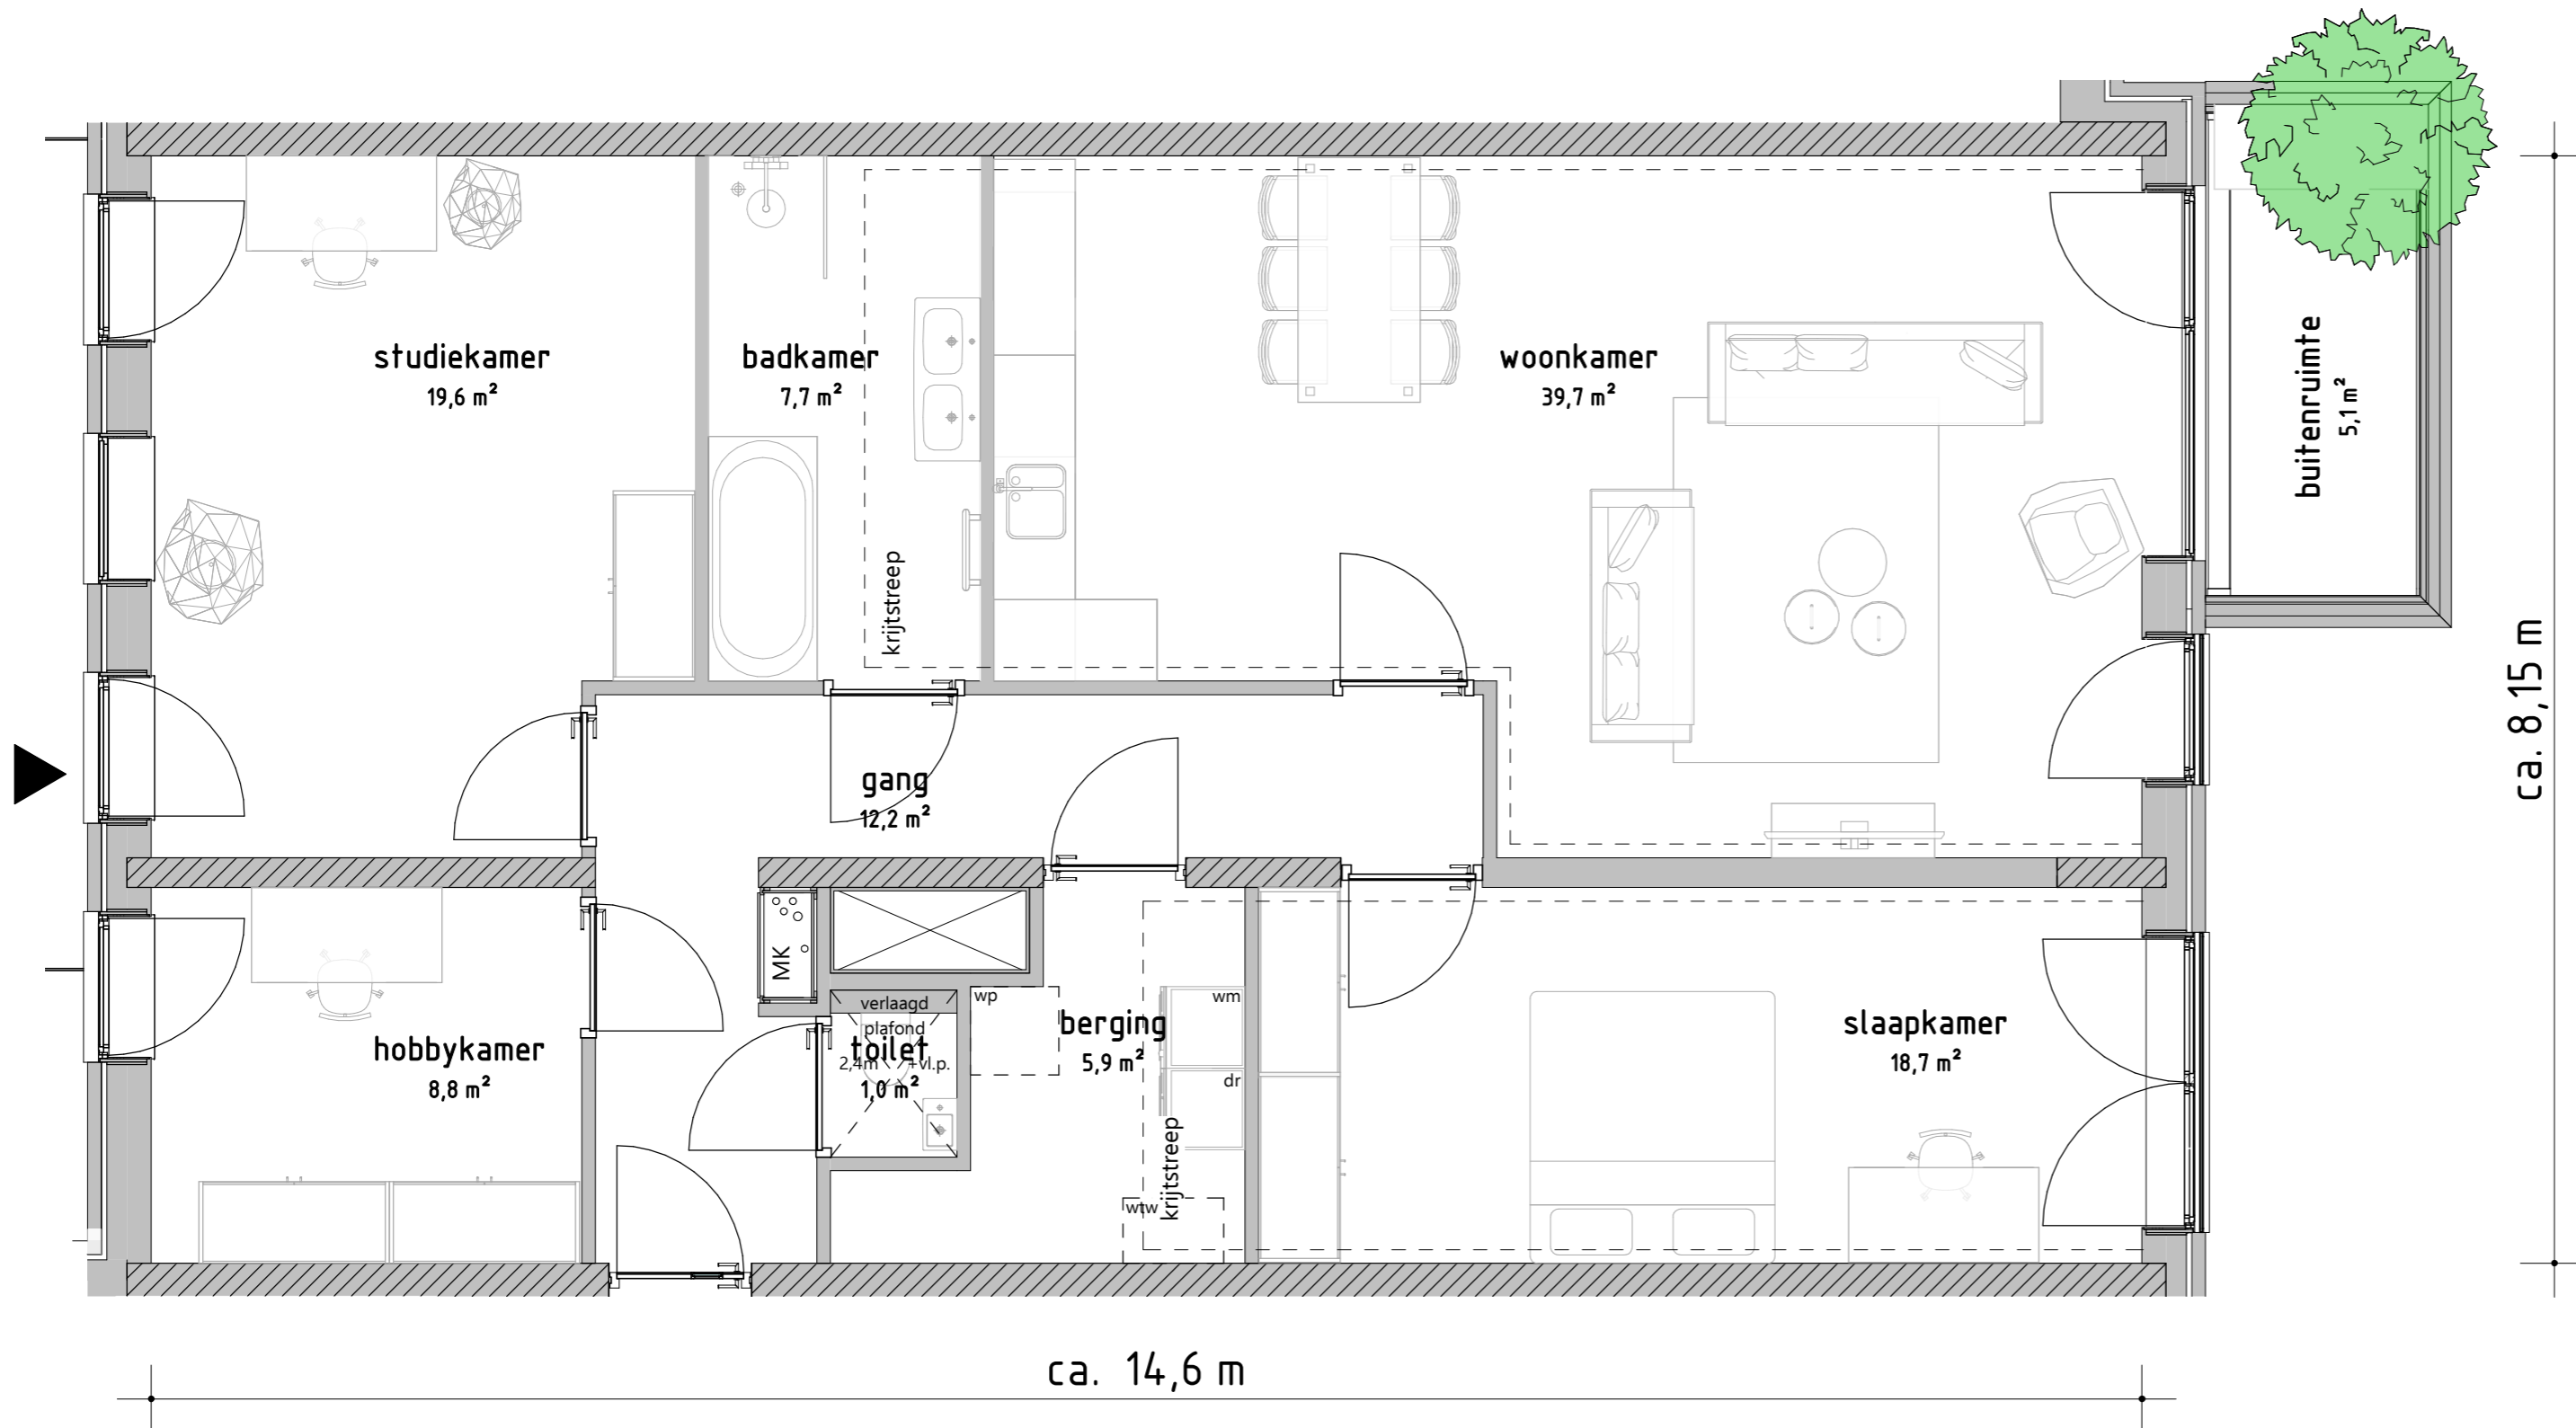 studiekamer
19,6 m²
badkamer
7,7 m²
woonkamer
39,7 m²
buitenruimte
5,1 m²
krijtstreep
gang
12,2 m²
ca. 8,15 m
MK
verlaagd
plafond
2,4m +vl.p.
toilet
1,0 m²
wp
wm
dr
berging
5,9 m²
krijtstreep
wtw
hobbykamer
8,8 m²
slaapkamer
18,7 m²
ca. 14,6 m